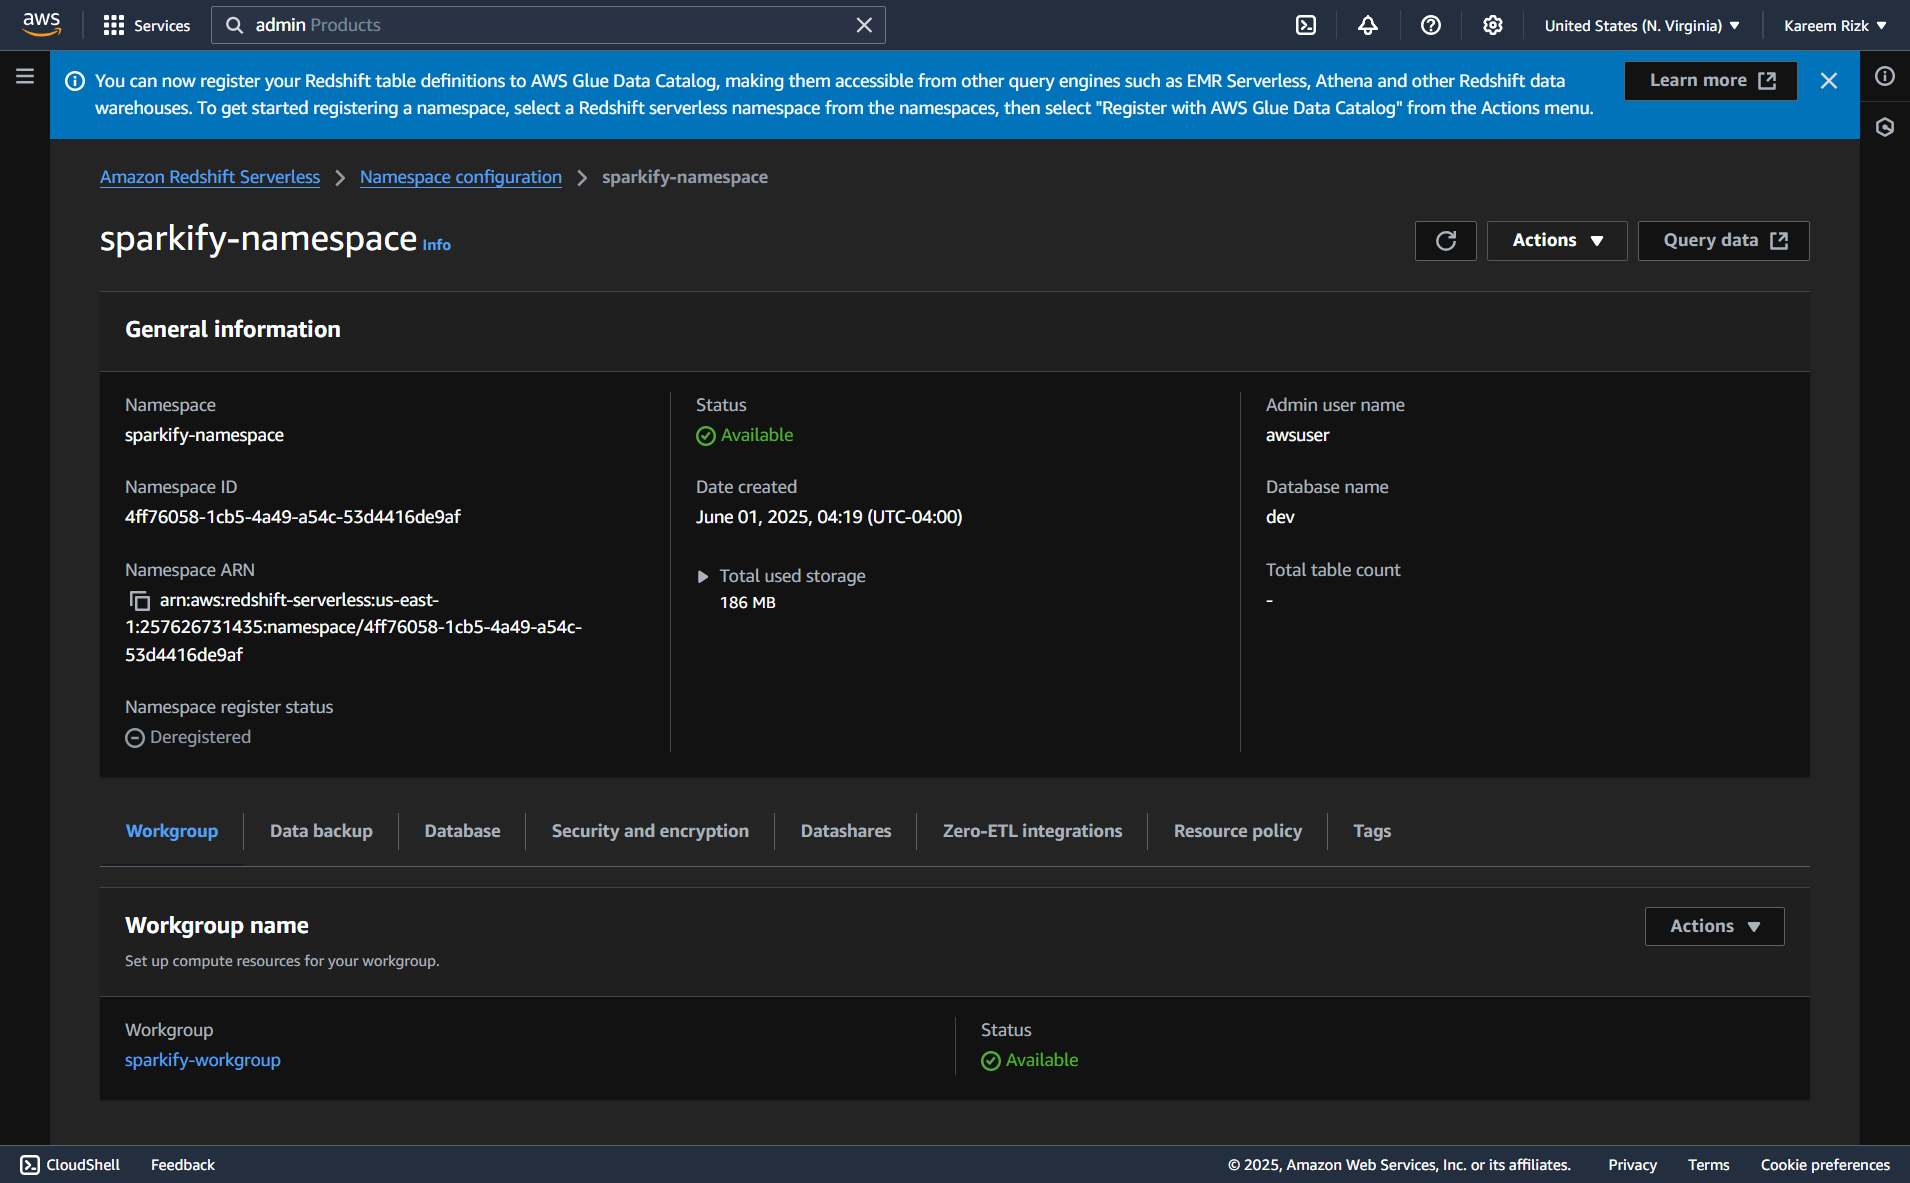 aws
Services
admin Products
United States (N. Virginia)
Kareem Rizk
You can now register your Redshift table definitions to AWS Glue Data Catalog, making them accessible from other query engines such as EMR Serverless, Athena and other Redshift data
warehouses. To get started registering a namespace, select a Redshift serverless namespace from the namespaces, then select "Register with AWS Glue Data Catalog" from the Actions menu.
Learn more
Amazon Redshift Serverless
Namespace configuration
sparkify-namespace
sparkify-namespace Info
Actions
Query data
General information
Namespace
sparkify-namespace
Namespace ID
4ff76058-1cb5-4a49-a54c-53d4416de9af
Namespace ARN
arn:aws:redshift-serverless:us-east-
1:257626731435:namespace/4ff76058-1cb5-4a49-a54c-
53d4416de9af
Namespace register status
Deregistered
Status
Available
Date created
June 01, 2025, 04:19 (UTC-04:00)
Total used storage
186 MB
Admin user name
awsuser
Database name
dev
Total table count
-
Workgroup
Data backup
Database
Security and encryption
Datashares
Zero-ETL integrations
Resource policy
Tags
Workgroup name
Set up compute resources for your workgroup.
Actions
Workgroup
sparkify-workgroup
Status
Available
CloudShell
Feedback
© 2025, Amazon Web Services, Inc. or its affiliates.
Privacy
Terms
Cookie preferences